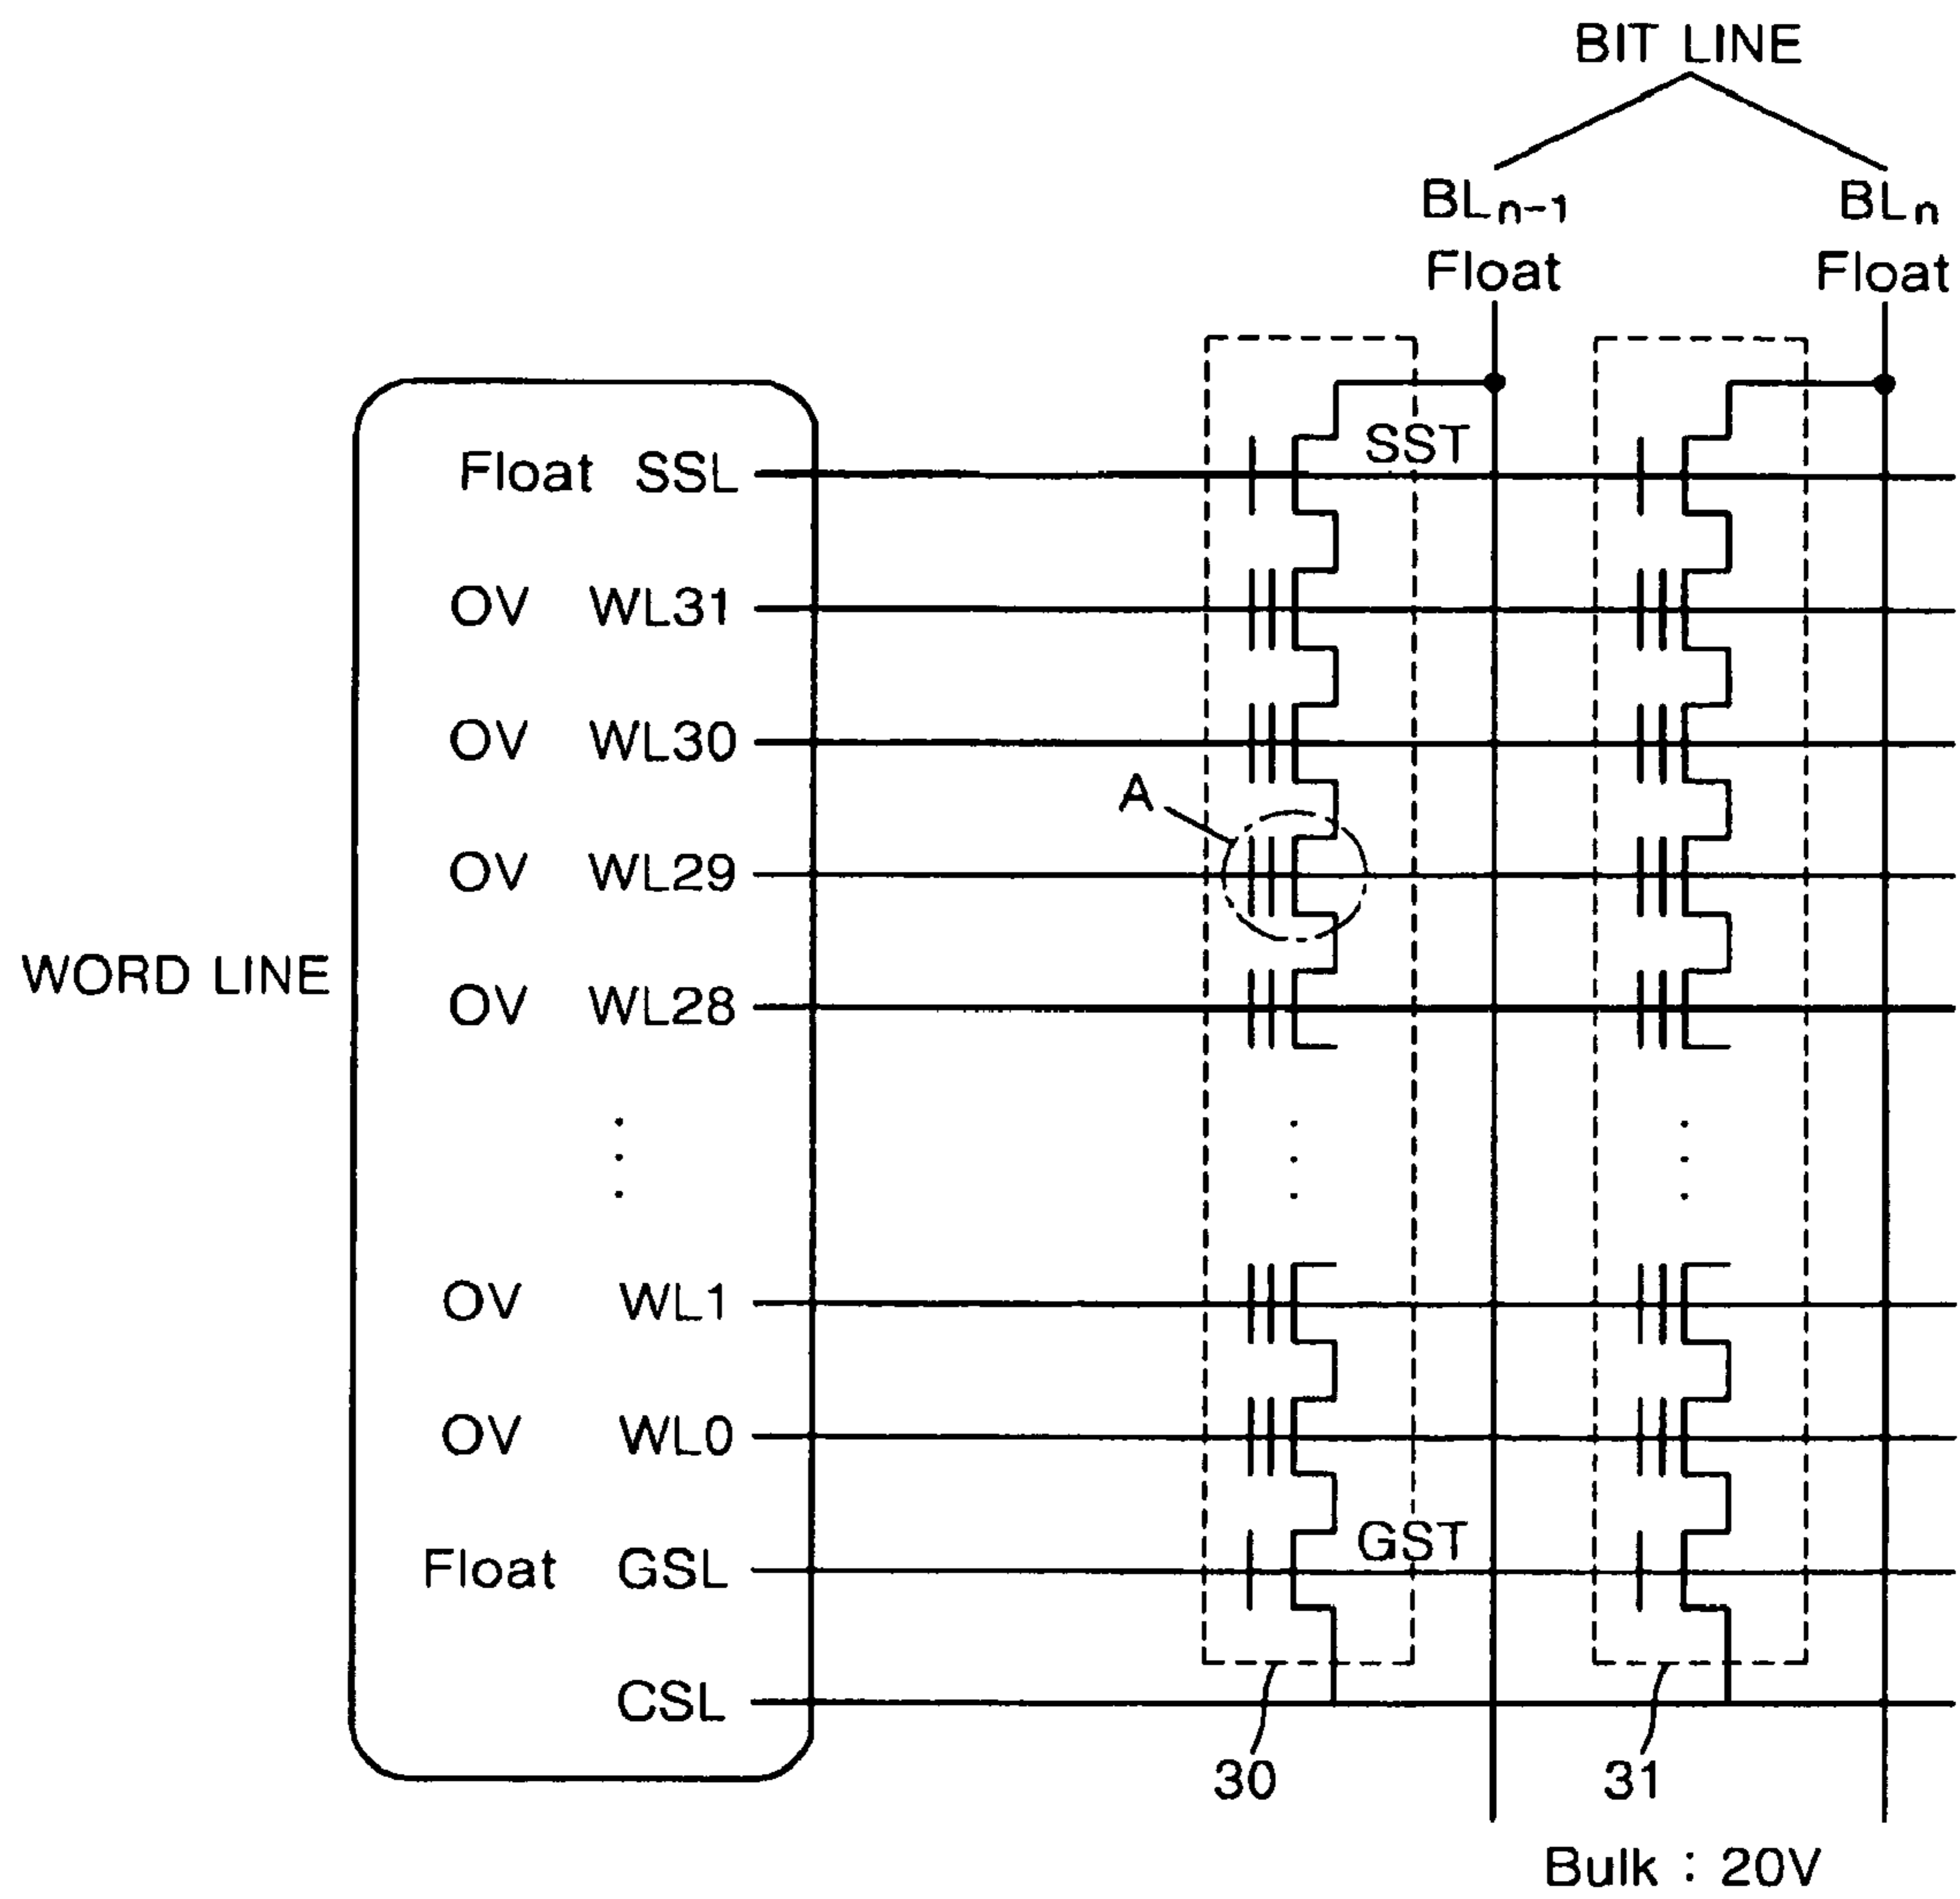 BIT LINE
BLn-1 BLn
Float Float
Float SSL SST
OV WL31
OV WL30
A
OV WL29
WORD LINE
OV WL28
OV WL1
OV WL0
GST
Float GSL
CSL
30 31
Bulk : 20V